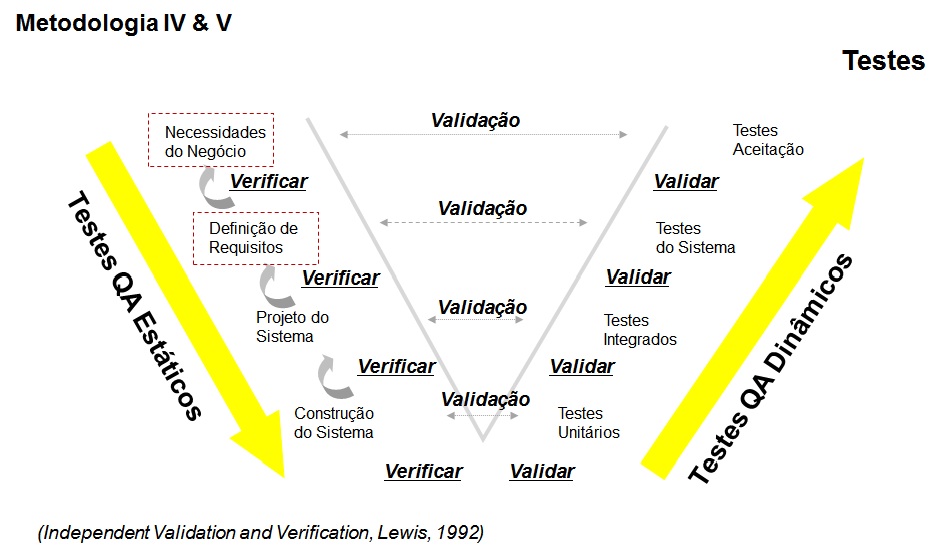 Metodologia IV & V
Testes
Validação
Necessidades
do Negócio
Testes
Aceitação
Verificar
Validar
Validação
Definição de
Requisitos
Testes
do Sistema
Verificar
Validar
Validação
Projeto do
Sistema
Testes
Integrados
Verificar
Validar
Validação
Construção
do Sistema
Testes
Unitários
Verificar
Validar
Testes QA Estáticos
Testes QA Dinâmicos
(Independent Validation and Verification, Lewis, 1992)